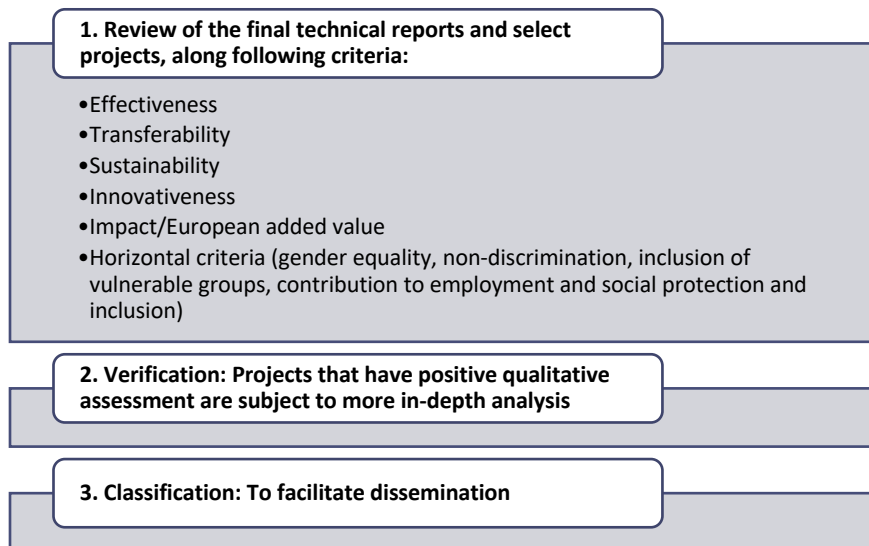 1. Review of the final technical reports and select
projects, along following criteria:
•Effectiveness
•Transferability
•Sustainability
•Innovativeness
•Impact/European added value
•Horizontal criteria (gender equality, non-discrimination, inclusion of
vulnerable groups, contribution to employment and social protection and
inclusion)
2. Verification: Projects that have positive qualitative
assessment are subject to more in-depth analysis
3. Classification: To facilitate dissemination